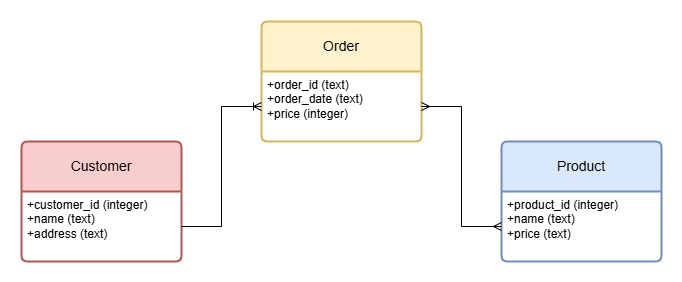 Order
+order_id (text)
+order_date (text)
+price (integer)
Customer
+customer_id (integer)
+name (text)
+address (text)
Product
+product_id (integer)
+name (text)
+price (text)